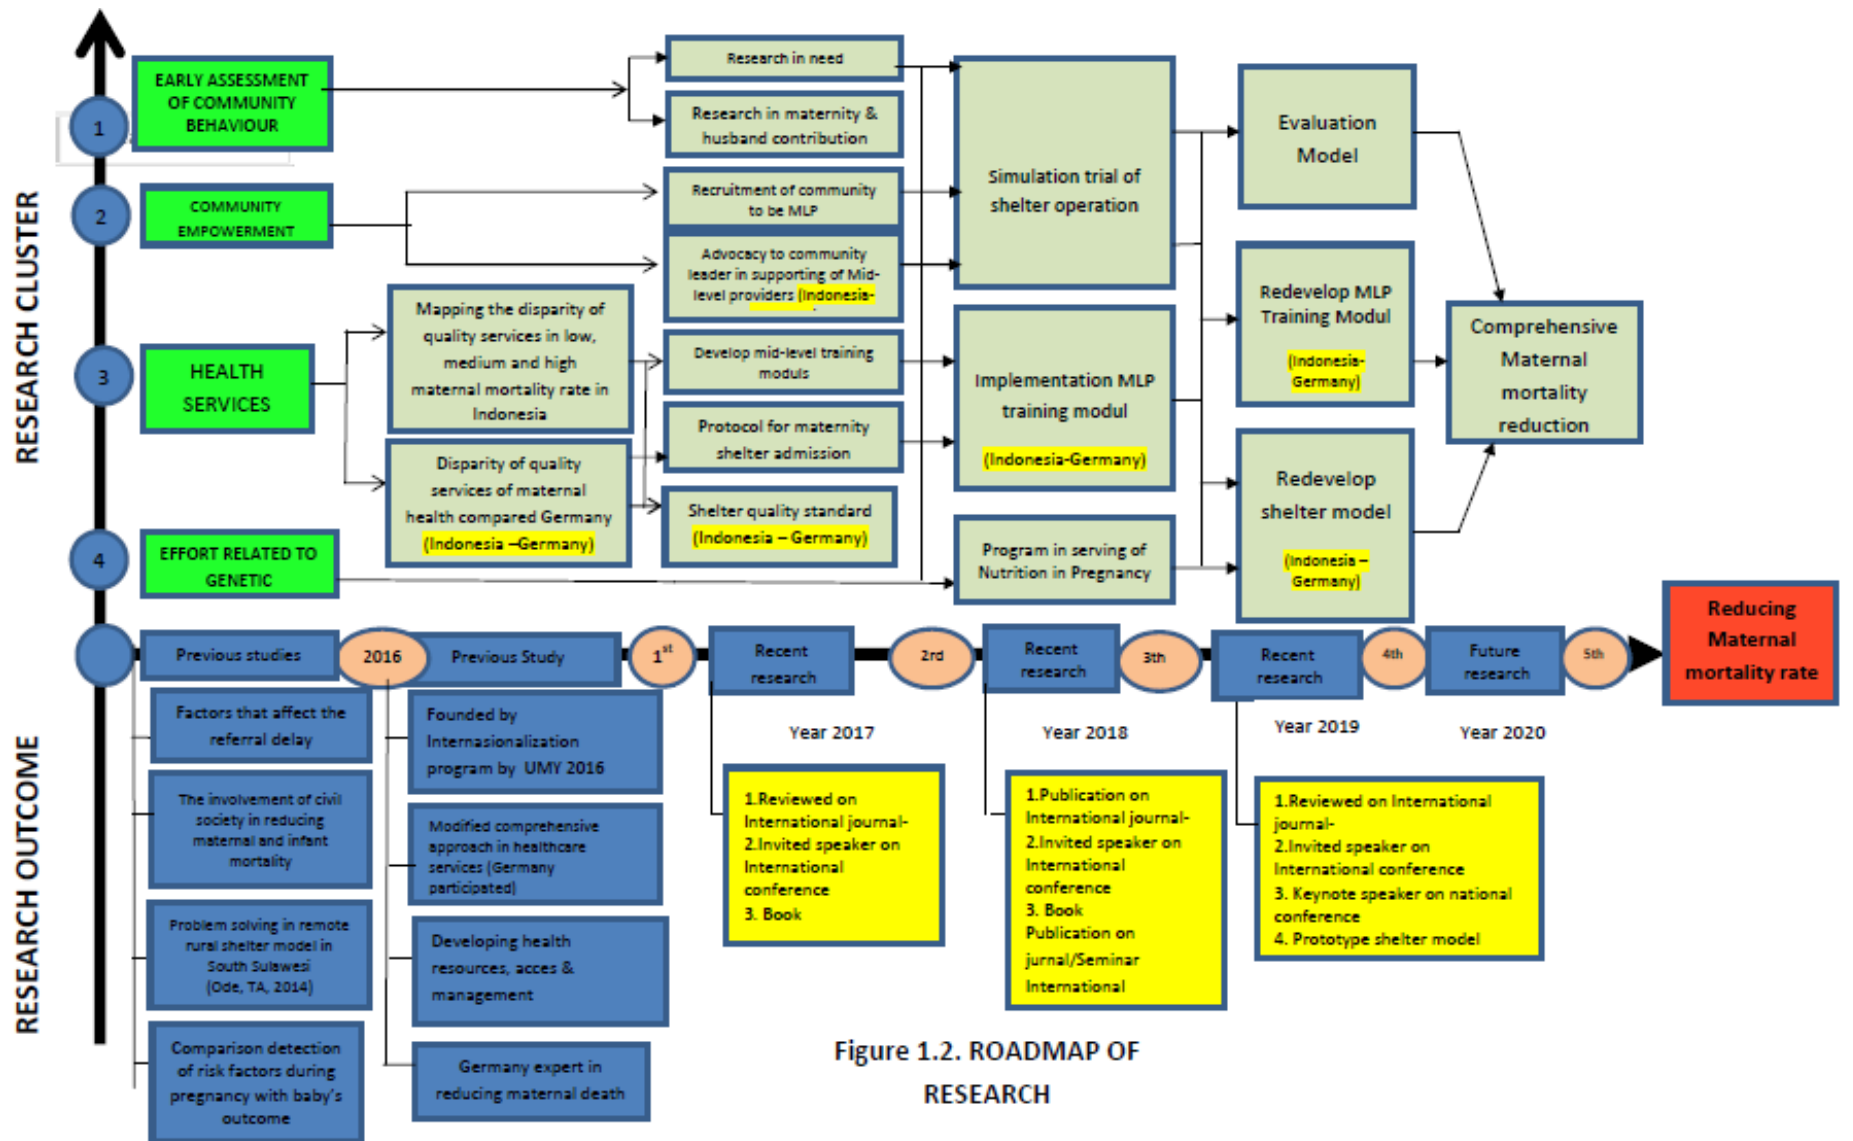 RESEARCH CLUSTER
1
EARLY ASSESSMENT
OF COMMUNITY
BEHAVIOUR
Research in need
Research in maternity &
husband contribution
2
COMMUNITY
EMPOWERMENT
Recruitment of community
to be MLP
Advocacy to community
leader in supporting of Mid-
level providers (Indonesia-
3
HEALTH
SERVICES
Mapping the disparity of
quality services in low,
medium and high
maternal mortality rate in
Indonesia
Disparity of quality
services of maternal
health compared Germany
(Indonesia –Germany)
Develop mid-level training
moduls
Protocol for maternity
shelter admission
Shelter quality standard
(Indonesia – Germany)
4
EFFORT RELATED TO
GENETIC
Simulation trial of
shelter operation
Implementation MLP
training modul
(Indonesia-Germany)
Program in serving of
Nutrition in Pregnancy
Evaluation
Model
Redevelop MLP
Training Modul
(Indonesia-
Germany)
Redevelop
shelter model
(Indonesia –
Germany)
Comprehensive
Maternal
mortality
reduction
Previous studies
2016
Previous Study
1st
Recent
research
2rd
Recent
research
3th
Recent
research
4th
Future
research
5th
Reducing
Maternal
mortality rate
Year 2017
Year 2018
Year 2019
Year 2020
RESEARCH OUTCOME
Factors that affect the
referral delay
The involvement of civil
society in reducing
maternal and infant
mortality
Problem solving in remote
rural shelter model in
South Sulawesi
(Ode, TA, 2014)
Comparison detection
of risk factors during
pregnancy with baby's
outcome
Founded by
Internasionalization
program by UMY 2016
Modified comprehensive
approach in healthcare
services (Germany
participated)
Developing health
resources, acces &
management
Germany expert in
reducing maternal death
1.Reviewed on
International journal-
2.Invited speaker on
International
conference
3. Book
1.Publication on
International journal-
2.Invited speaker on
International
conference
3. Book
Publication on
jurnal/Seminar
International
1.Reviewed on International
journal-
2.Invited speaker on
International conference
3. Keynote speaker on national
conference
4. Prototype shelter model
Figure 1.2. ROADMAP OF
RESEARCH